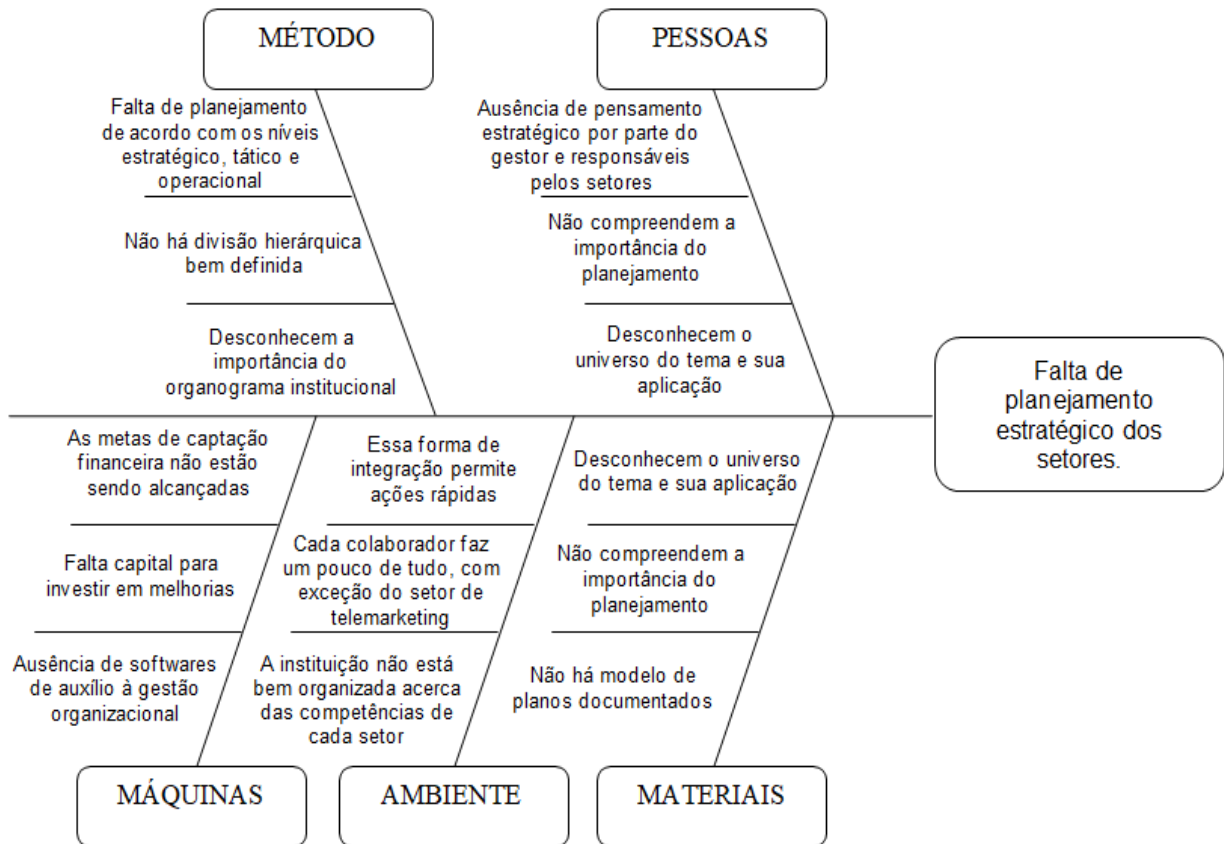 MÉTODO
Falta de planejamento
de acordo com os níveis
estratégico, tático e
operacional
Não há divisão hierárquica
bem definida
Desconhecem a
importância do
organograma institucional
PESSOAS
Ausência de pensamento
estratégico por parte do
gestor e responsáveis
pelos setores
Não compreendem a
importância do
planejamento
Desconhecem o
universo do tema e sua
aplicação
Falta de
planejamento
estratégico dos
setores.
As metas de captação
financeira não estão
sendo alcançadas
Falta capital para
investir em melhorias
Ausência de softwares
de auxílio à gestão
organizacional
MÁQUINAS
Essa forma de
integração permite
ações rápidas
Cada colaborador faz
um pouco de tudo, com
exceção do setor de
telemarketing
A instituição não está
bem organizada acerca
das competências de
cada setor
AMBIENTE
Desconhecem o universo
do tema e sua aplicação
Não compreendem a
importância do
planejamento
Não há modelo de
planos documentados
MATERIAIS